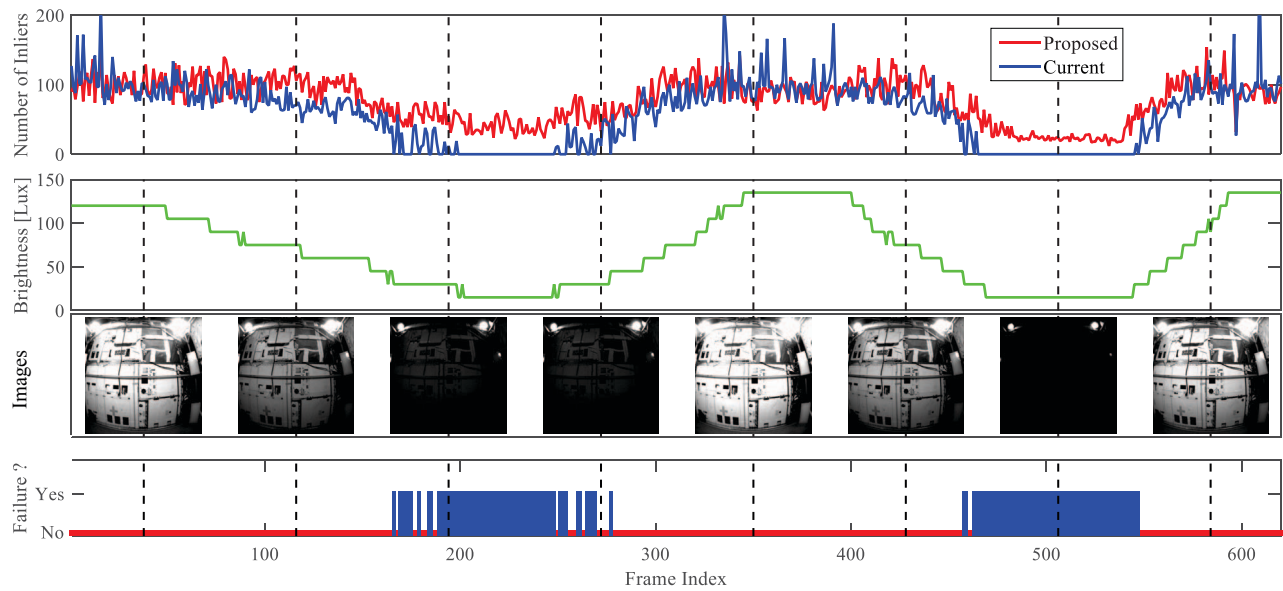 Number of Inliers
200
100
0
Proposed
Current
Brightness [Lux]
150
100
50
0
Images
Failure ?
Yes
No
100
200
300
400
500
600
Frame Index